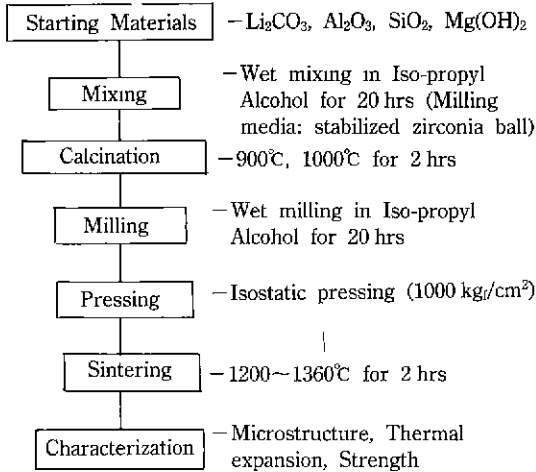 Starting Materials －Li₂CO₃, Al₂O₃, SiO₂, Mg(OH)₂
Mixing －Wet mixing in Iso-propyl
Alcohol for 20 hrs (Milling
media: stabilized zirconia ball)
Calcination －900℃, 1000℃ for 2 hrs
Milling －Wet milling in Iso-propyl
Alcohol for 20 hrs
Pressing －Isostatic pressing (1000 kgf/cm²)
Sintering －1200～1360℃ for 2 hrs
Characterization －Microstructure, Thermal
expansion, Strength